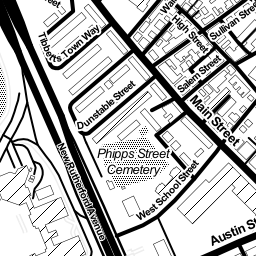 Tibbetts Town Way
High Street
Sullivan Street
Salem Street
Dunstable Street
Main Street
Phipps Street
Cemetery
New Rutherford Avenue
West School Street
Austin